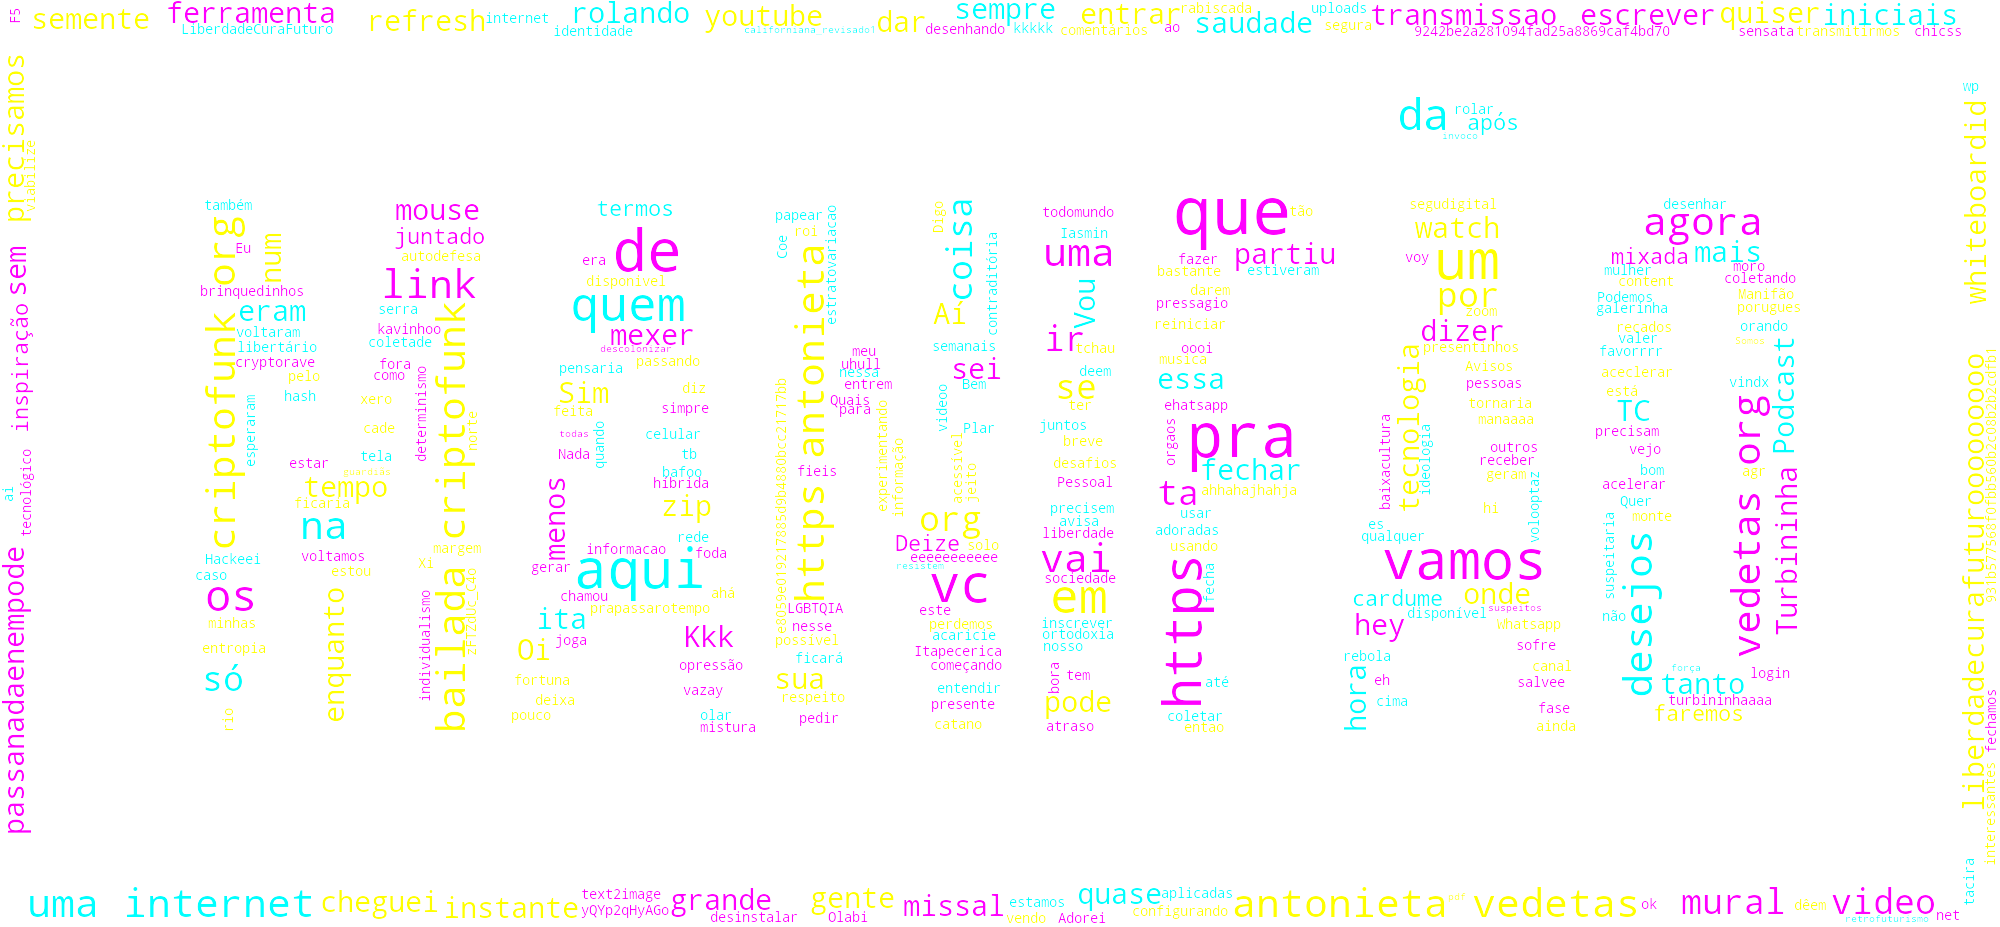 F5
semente
ferramenta
LiberdadeCuraFuturo
refresh
internet
rolando
identidade
youtube
californiana_revisado1
dar
sempre
desenhando
kkkkk
entrar
comentários
rabiscada
ao
saudade
uploads
segura
transmissao escrever
9242be2a281094fad25a8869caf4bd70
quiser
iniciais
sensata
transmitirmos
chicss
precisamos
viabilize
sem
inspiração
tecnológico
ai
passanadaenempode
wp
whiteboardid
liberdadecurafuturooooooooooo
fechamos
interessantes
tacira
da
rolar
após
invoco
também
org
Eu
num
brinquedinhos
eram
voltaram
libertário
cryptorave
pelo
hash
criptofunk
esperaram
estar
guardião
tempo
ficaria
na
Hackeei
voltamos
caso
estou
os
minhas
entropia
só
rio
enquanto
mouse
juntado
autodefesa
link
serra
kavinhoo
coletade
fora
como
xero
determinismo
cade
tela
norte
bailada criptofunk
margem
Xi
individualismo
termos
era
de
disponivel
quem
mexer
descolonizar
passando
pensaria
Sim
diz
feita
simpre
todas
quando
celular
Nada
tb
bafoo
hibrida
menos
zip
rede
informacao
foda
gerar
aqui
chamou
aha
prapassarotempo
ita
joga
Oi
Kkk
opressão
fortuna
vazay
deixa
pouco
olar
mistura
papear
roi
Coe
estratovariacao
https antonieta
meu
uhull
nessa
entrem
Quais
para
experimentando
informação
fieis
LGBTQIA
nesse
possível
ficará
sua
respeito
pedir
Digo
coisa
contraditória
Aí
semanais
sei
Bem
videoo
Plar
acessivel
jeito
org
Deize
solo
eeeeeeeeeee
resistem
vc
este
perdemos
acaricie
Itapecerica
começando
entendir
presente
catano
todomundo
Iasmin
uma
Vou
ir
tchau
deem
se
ter
juntos
breve
desafios
Pessoal
precisem
avisa
liberdade
vai
sociedade
em
inscrever
ortodoxia
nosso
bora
tem
pode
atraso
que
tão
fazer
partiu
bastante
estiveram
darem
pressagio
reiniciar
oooi
musica
essa
ehatsapp
orgaos
pra
fechar
ta
ahhahajhahja
usar
adoradas
usando
https
fecha
até
coletar
entao
segudigital
watch
voy
um
por
zoom
dizer
presentinhos
tecnologia
Avisos
pessoas
tornaria
manaaaa
baixacultura
ideologia
outros
receber
geram
volooptaz
hi
es
qualquer
vamos
cardume
onde
disponível
suspeitos
hey
Whatsapp
sofre
rebola
canal
hora
eh
salvee
cima
fase
ainda
desenhar
agora
mixada
mais
mulher
moro
content
coletando
Podemos
Manifão
galerinha
porugues
recados
orando
valer
favorrrr
Somos
aceclerar
vindx
está
TC
Podcast
precisam
vejo
bom
agr
acelerar
Quer
monte
suspeitaria
desejos
vedetas org
Turbininha
não
força
tanto
login
turbininhaaaa
faremos
uma internet
cheguei
instante
text2image
yQYp2qHyAGo
grande
desinstalar
gente
Olabi
missal
estamos
vendo
quase
Adorei
aplicadas
configurando
antonieta
vedetas
ok
mural
deem
video
retrofuturismo
net